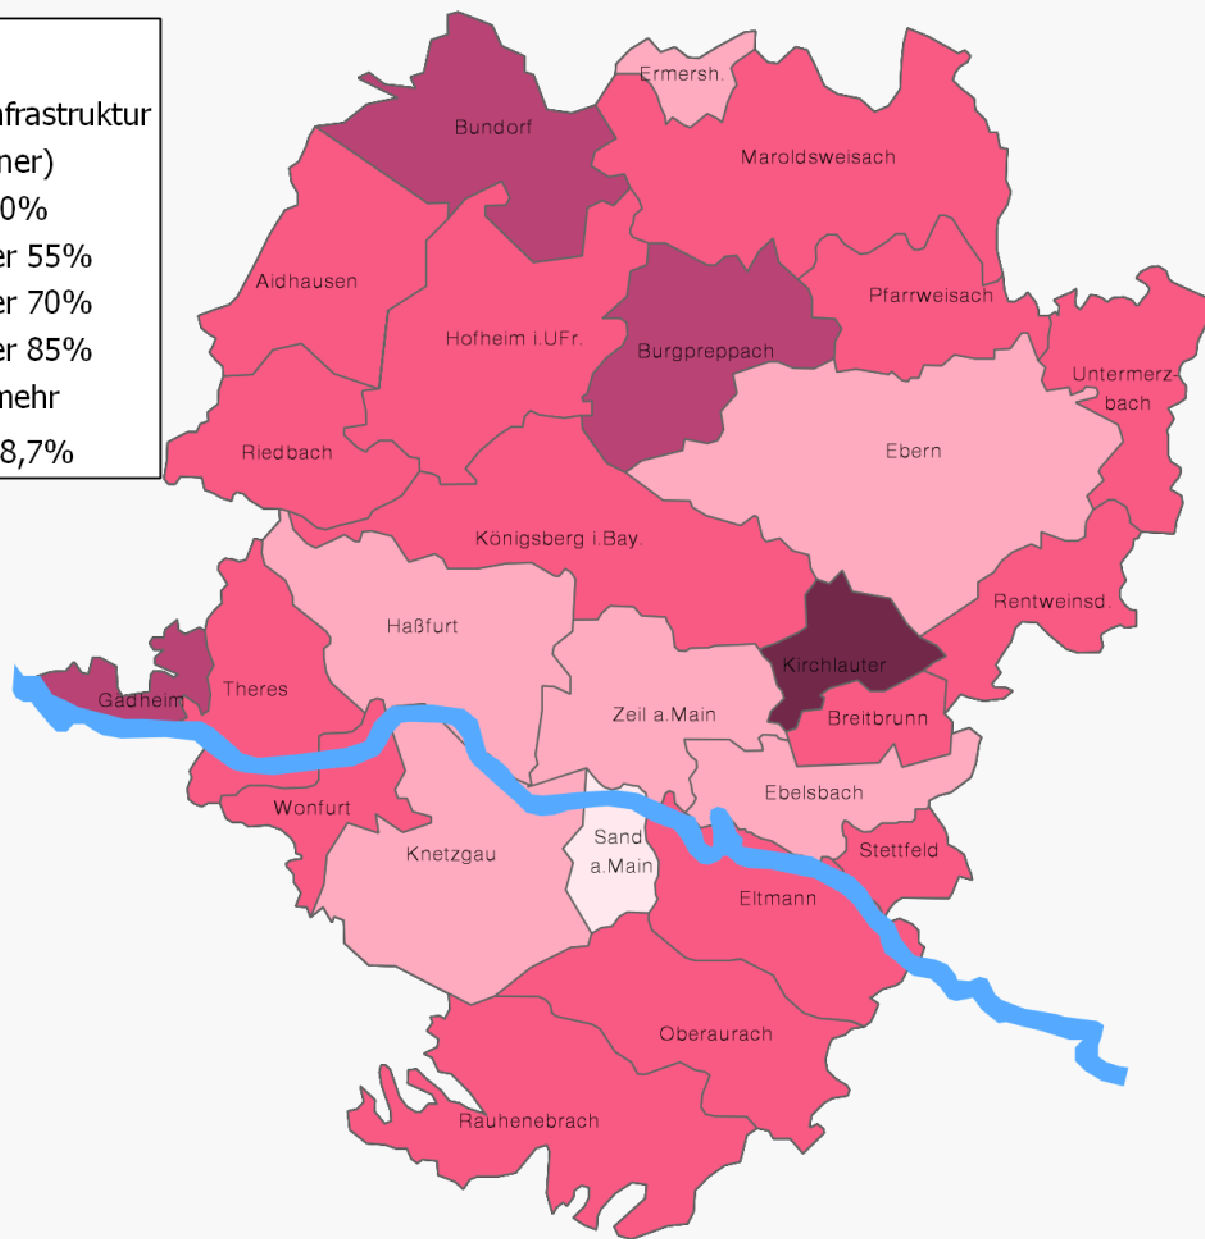 frastruktur
ner)
0%
er 55%
er 70%
er 85%
mehr
8,7%
Ermersh.
Bundorf
Maroldsweisach
Aidhausen
Pfarrweisach
Hofheim i.UFr.
Burgpreppach
Untermerz-
bach
Riedbach
Ebern
Königsberg i.Bay.
Rentweinsd.
Haßfurt
Kirchlauter
Theres
Gädheim
Zeil a.Main
Breitbrunn
Ebelsbach
Wonfurt
Sand
a.Main
Knetzgau
Stettfeld
Eltmann
Oberaurach
Rauhenebrach